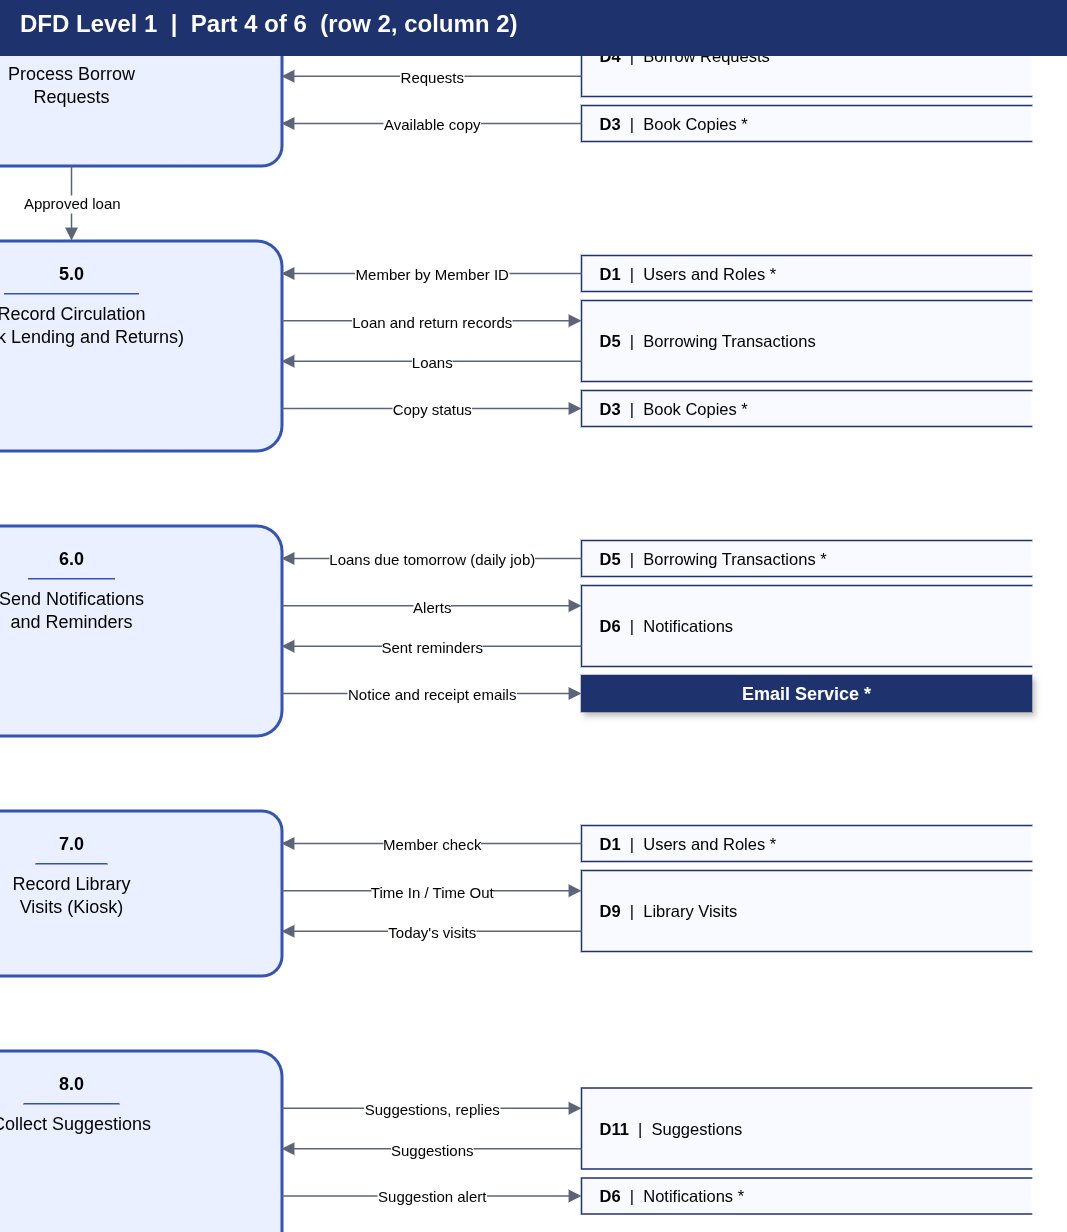 DFD Level 1 | Part 4 of 6 (row 2, column 2)
Process Borrow
Requests
Requests
D4 | Borrow Requests
Available copy
D3 | Book Copies *
Approved loan
5.0
Record Circulation
k Lending and Returns)
Member by Member ID
D1 | Users and Roles *
Loan and return records
D5 | Borrowing Transactions
Loans
Copy status
D3 | Book Copies *
6.0
Send Notifications
and Reminders
Loans due tomorrow (daily job)
D5 | Borrowing Transactions *
Alerts
D6 | Notifications
Sent reminders
Notice and receipt emails
Email Service *
7.0
Record Library
Visits (Kiosk)
Member check
D1 | Users and Roles *
Time In / Time Out
D9 | Library Visits
Today's visits
8.0
Collect Suggestions
Suggestions, replies
D11 | Suggestions
Suggestions
Suggestion alert
D6 | Notifications *